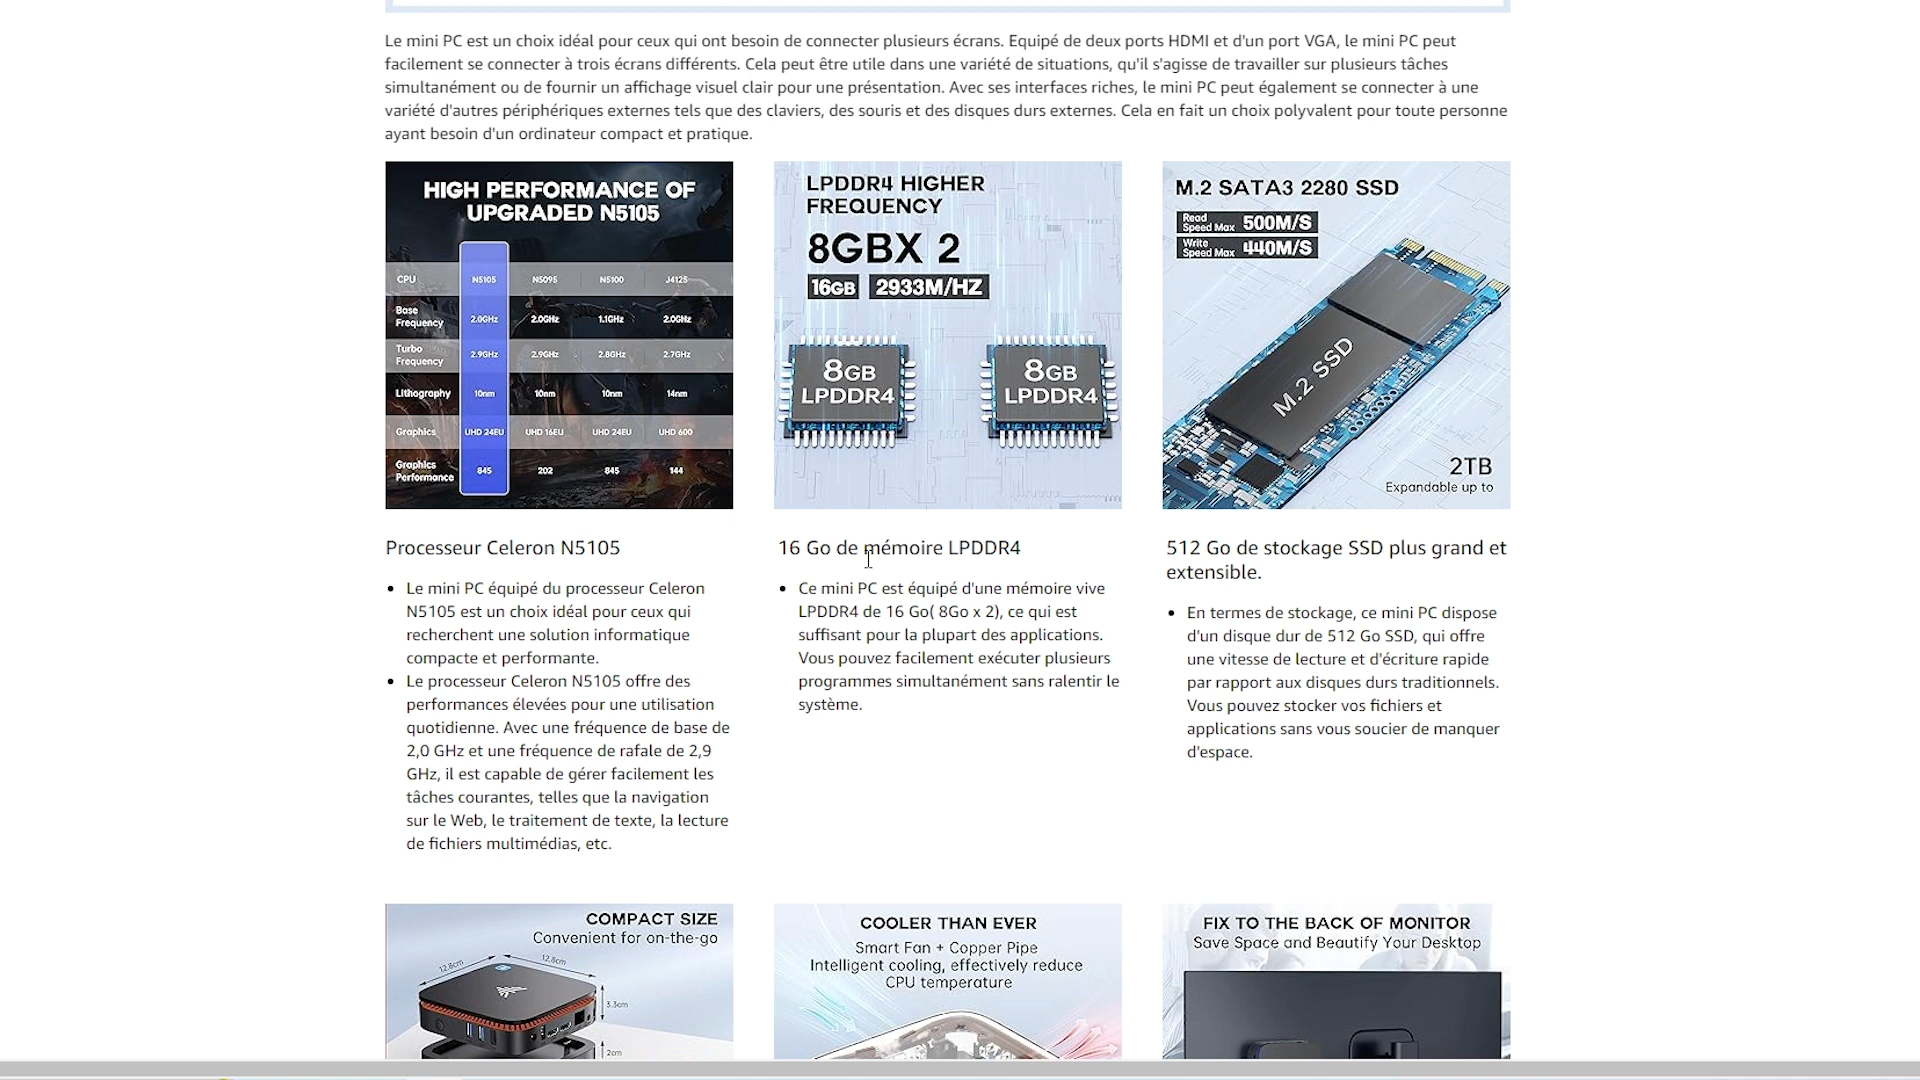 Le mini PC est un choix idéal pour ceux qui ont besoin de connecter plusieurs écrans. Equipé de deux ports HDMI et d'un port VGA, le mini PC peut
facilement se connecter à trois écrans différents. Cela peut être utile dans une variété de situations, qu'il s'agisse de travailler sur plusieurs tâches
simultanément ou de fournir un affichage visuel clair pour une présentation. Avec ses interfaces riches, le mini PC peut également se connecter à une
variété d'autres périphériques externes tels que des claviers, des souris et des disques durs externes. Cela en fait un choix polyvalent pour toute personne
ayant besoin d'un ordinateur compact et pratique.
HIGH PERFORMANCE OF
UPGRADED N5105
CPU N5105 N5095 N5100 J4125
Base
Frequency 2.0GHz 2.0GHz 1.1GHz 2.0GHz
Turbo
Frequency 2.9GHz 2.9GHz 2.8GHz 2.7GHz
Lithography 10nm 10nm 10nm 14nm
Graphics UHD 24EU UHD 16EU UHD 24EU UHD 600
Graphics
Performance 845 202 845 144
LPDDR4 HIGHER
FREQUENCY
8GBX 2
16GB 2933M/HZ
8GB
LPDDR4
8GB
LPDDR4
M.2 SATA3 2280 SSD
Read
Speed Max 500M/S
Write
Speed Max 440M/S
M.2 SSD
2TB
Expandable up to
Processeur Celeron N5105
Le mini PC équipé du processeur Celeron
N5105 est un choix idéal pour ceux qui
recherchent une solution informatique
compacte et performante.
Le processeur Celeron N5105 offre des
performances élevées pour une utilisation
quotidienne. Avec une fréquence de base de
2,0 GHz et une fréquence de rafale de 2,9
GHz, il est capable de gérer facilement les
tâches courantes, telles que la navigation
sur le Web, le traitement de texte, la lecture
de fichiers multimédias, etc.
16 Go de mémoire LPDDR4
Ce mini PC est équipé d'une mémoire vive
LPDDR4 de 16 Go( 8Go x 2), ce qui est
suffisant pour la plupart des applications.
Vous pouvez facilement exécuter plusieurs
programmes simultanément sans ralentir le
système.
512 Go de stockage SSD plus grand et
extensible.
En termes de stockage, ce mini PC dispose
d'un disque dur de 512 Go SSD, qui offre
une vitesse de lecture et d'écriture rapide
par rapport aux disques durs traditionnels.
Vous pouvez stocker vos fichiers et
applications sans vous soucier de manquer
d'espace.
COMPACT SIZE
Convenient for on-the-go
12.8cm 12.8cm
3.3cm
2cm
COOLER THAN EVER
Smart Fan + Copper Pipe
Intelligent cooling, effectively reduce
CPU temperature
FIX TO THE BACK OF MONITOR
Save Space and Beautify Your Desktop